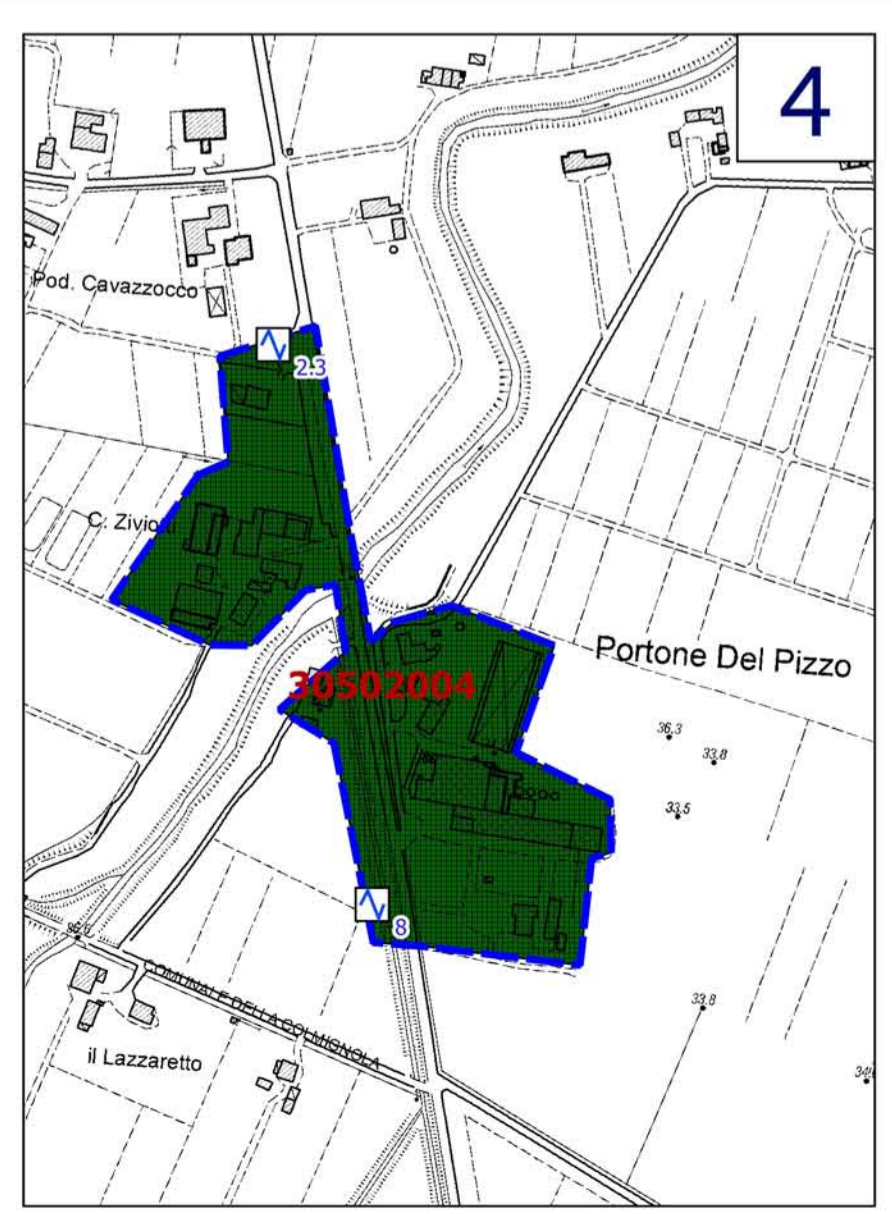 4
Pod. Cavazzocco
2.3
C. Zivio
Portone Del Pizzo
30502004
36,3
33,8
33,5
8
33,8
COMUNALE DELLA COLMIGNOLA
il Lazzaretto